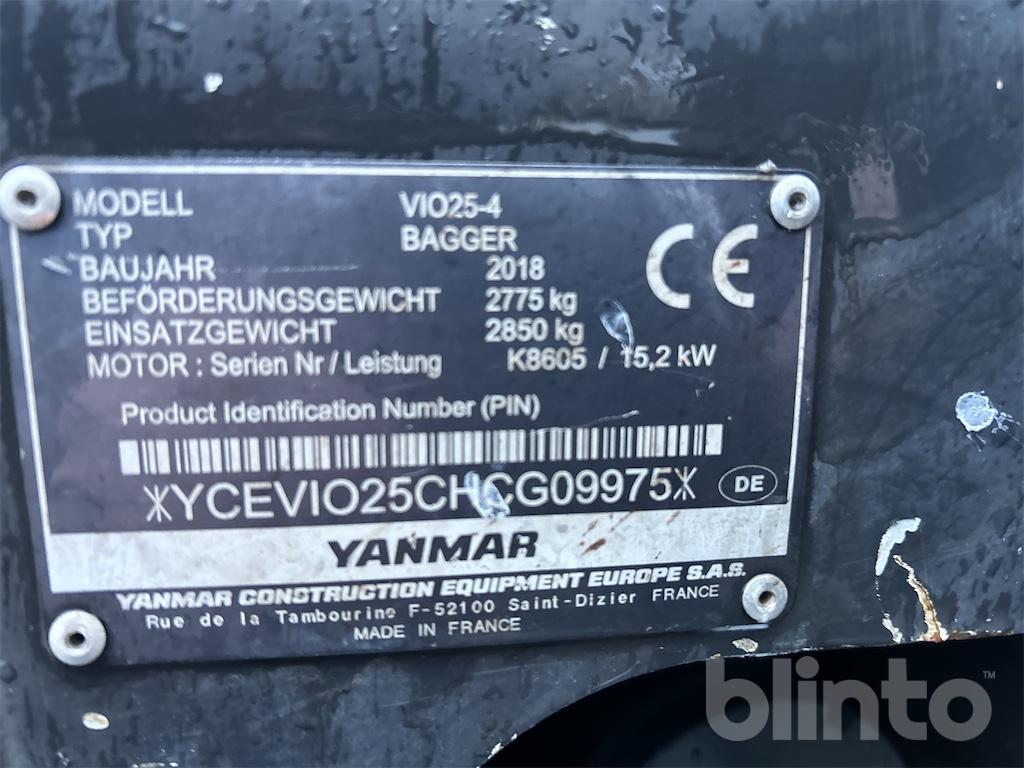 MODELL VIO25-4
TYP BAGGER
BAUJAHR 2018
BEFÖRDERUNGSGEWICHT 2775 kg
EINSATZGEWICHT 2850 kg
MOTOR : Serien Nr / Leistung K8605 / 15,2 kW
CE
Product Identification Number (PIN)
*YCEVIO25CHCG09975*
DE
YANMAR
YANMAR CONSTRUCTION EQUIPMENT EUROPE S.A.S.
Rue de la Tambourine F-52100 Saint-Dizier FRANCE
MADE IN FRANCE
blinto™